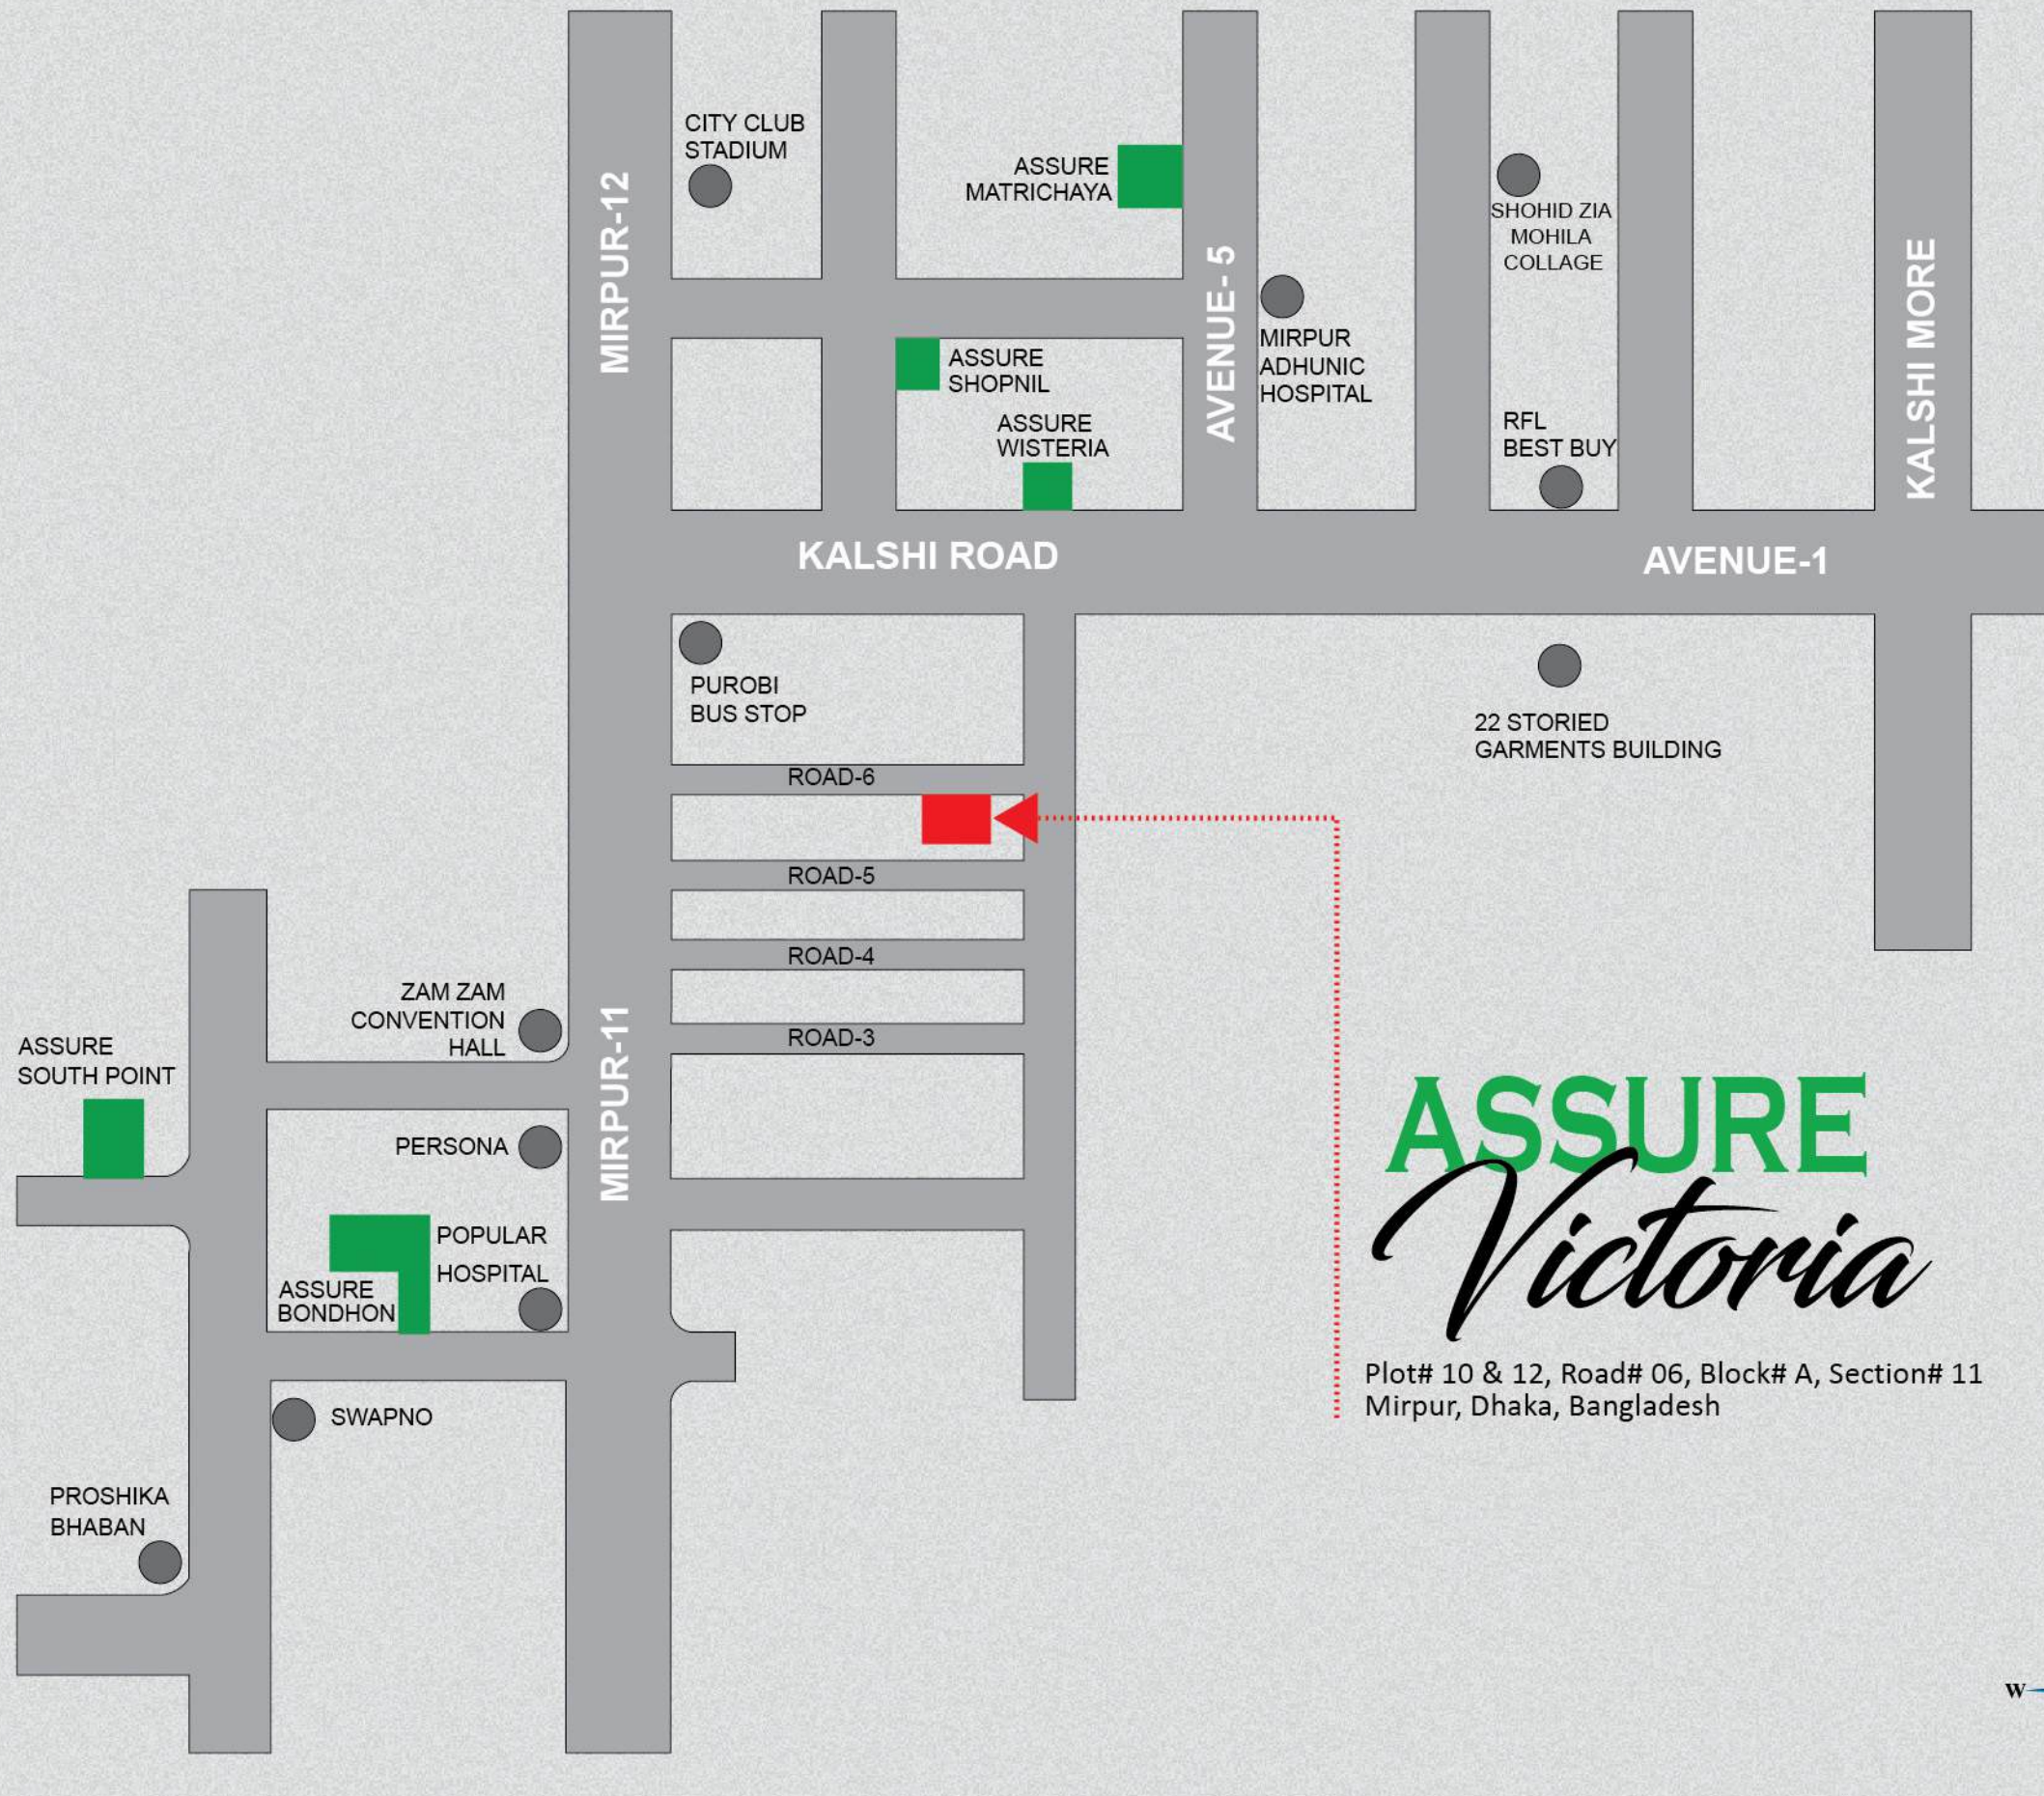 CITY CLUB
STADIUM
MIRPUR-12
ASSURE
MATRICHAYA
AVENUE- 5
SHOHID ZIA
MOHILA
COLLAGE
KALSHI MORE
MIRPUR
ADHUNIC
HOSPITAL
ASSURE
SHOPNIL
ASSURE
WISTERIA
RFL
BEST BUY
KALSHI ROAD
AVENUE-1
PUROBI
BUS STOP
22 STORIED
GARMENTS BUILDING
ROAD-6
ROAD-5
ROAD-4
ROAD-3
ZAM ZAM
CONVENTION
HALL
MIRPUR-11
ASSURE
SOUTH POINT
PERSONA
POPULAR
HOSPITAL
ASSURE
BONDHON
SWAPNO
PROSHIKA
BHABAN
ASSURE
Victoria
Plot# 10 & 12, Road# 06, Block# A, Section# 11
Mirpur, Dhaka, Bangladesh
W